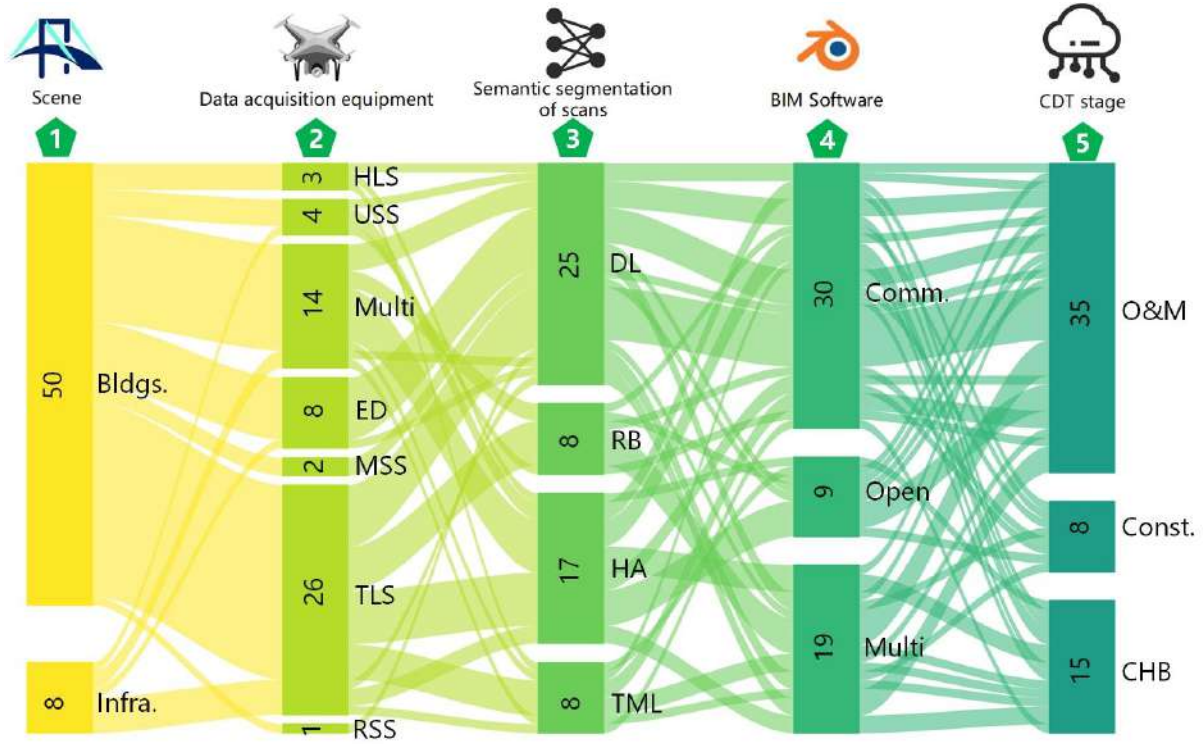 Scene
Data acquisition equipment
Semantic segmentation
of scans
BIM Software
CDT stage
1
2
3
4
5
50
Bldgs.
8
Infra.
3
HLS
4
USS
14
Multi
8
ED
2
MSS
26
TLS
1
RSS
25
DL
8
RB
17
HA
8
TML
30
Comm.
9
Open
19
Multi
35
O&M
8
Const.
15
CHB